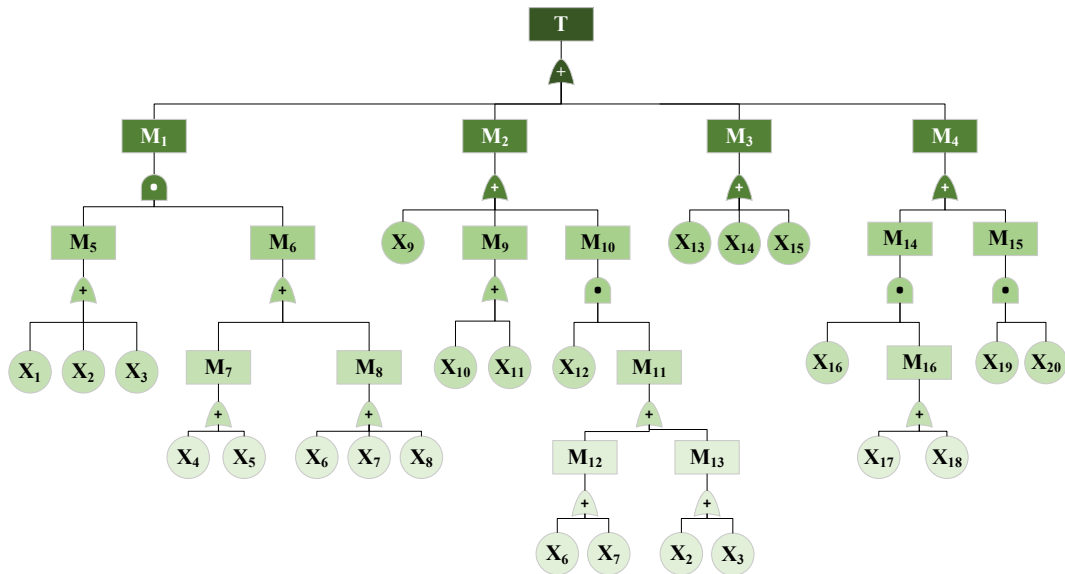 T
+
M₁ M₂ M₃ M₄
+ + +
M₅ M₆ X₉ M₉ M₁₀ X₁₃ X₁₄ X₁₅ M₁₄ M₁₅
+ + +
X₁ X₂ X₃ M₇ M₈ X₁₀ X₁₁ X₁₂ M₁₁ X₁₆ M₁₆ X₁₉ X₂₀
+ + + +
X₄ X₅ X₆ X₇ X₈ M₁₂ M₁₃ X₁₇ X₁₈
+ +
X₆ X₇ X₂ X₃